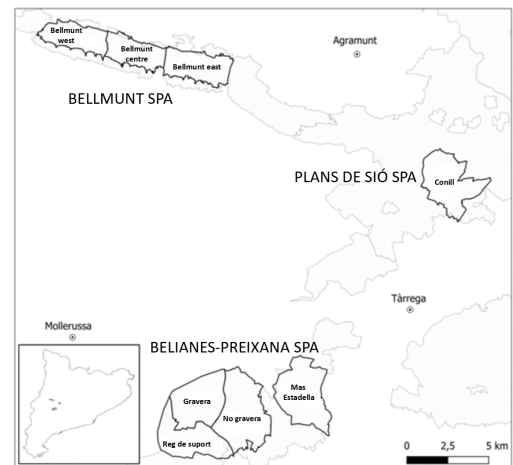 Bellmunt
west
Bellmunt
centre
Bellmunt east
Agramunt
BELLMUNT SPA
PLANS DE SIÓ SPA
Conill
Tàrrega
Mollerussa
BELIANES-PREIXANA SPA
Mas
Estadella
Gravera
No gravera
Reg de suport
0 2,5 5 km